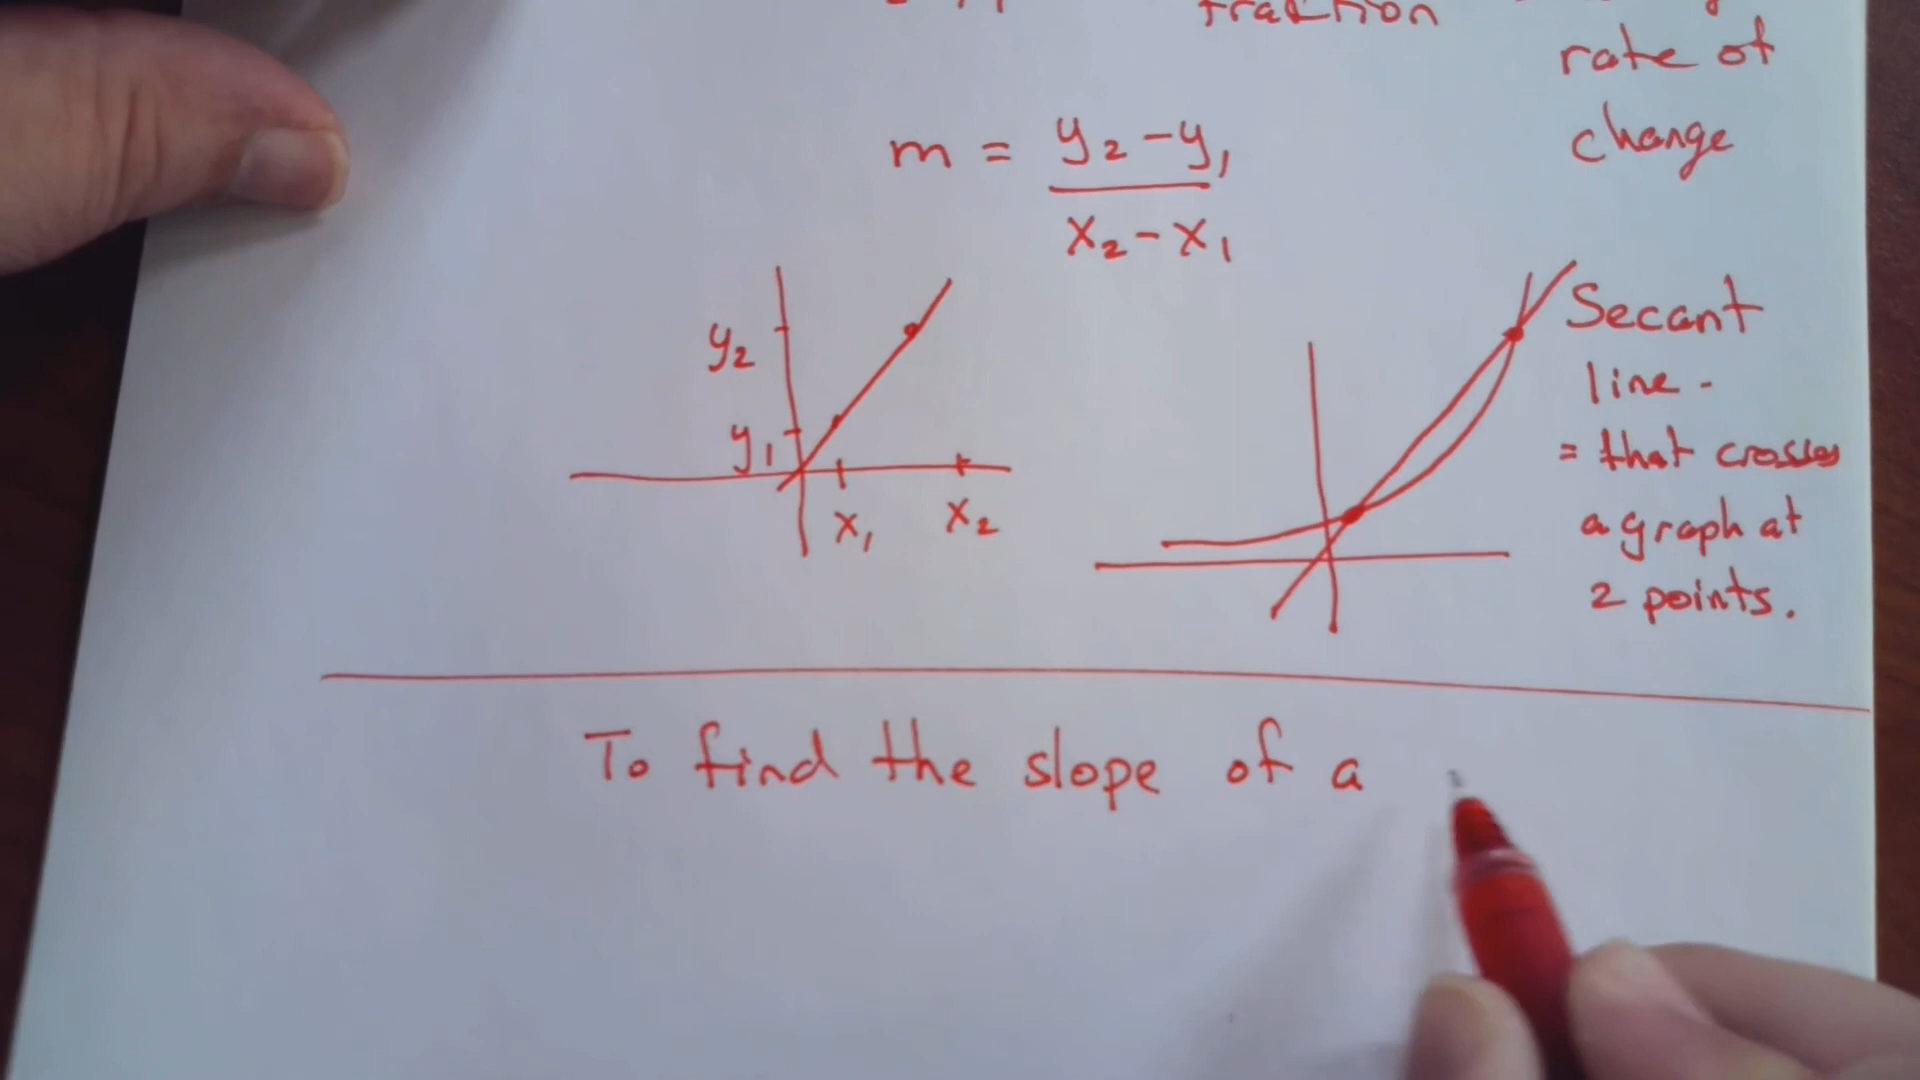 fraction
rate of
change
m = y₂ - y₁
x₂ - x₁
y₂
y₁
x₁ x₂
Secant
line -
= that crosses
a graph at
2 points.
To find the slope of a